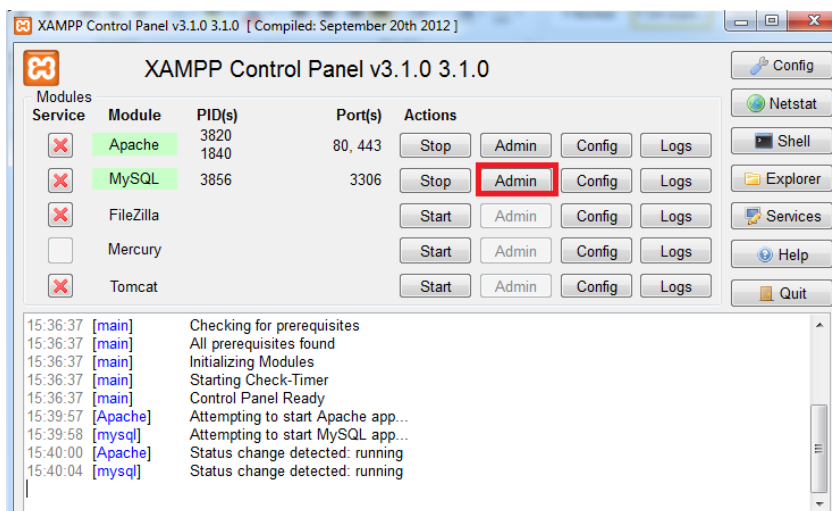 XAMPP Control Panel v3.1.0 3.1.0 [ Compiled: September 20th 2012 ]
XAMPP Control Panel v3.1.0 3.1.0
Config
Modules
Netstat
Service Module PID(s) Port(s) Actions
Apache 3820 1840 80, 443 Stop Admin Config Logs
Shell
MySQL 3856 3306 Stop Admin Config Logs
Explorer
FileZilla Start Admin Config Logs
Services
Mercury Start Admin Config Logs
Help
Tomcat Start Admin Config Logs
Quit
15:36:37 [main] Checking for prerequisites
15:36:37 [main] All prerequisites found
15:36:37 [main] Initializing Modules
15:36:37 [main] Starting Check-Timer
15:36:37 [main] Control Panel Ready
15:39:57 [Apache] Attempting to start Apache app...
15:39:58 [mysql] Attempting to start MySQL app...
15:40:00 [Apache] Status change detected: running
15:40:04 [mysql] Status change detected: running